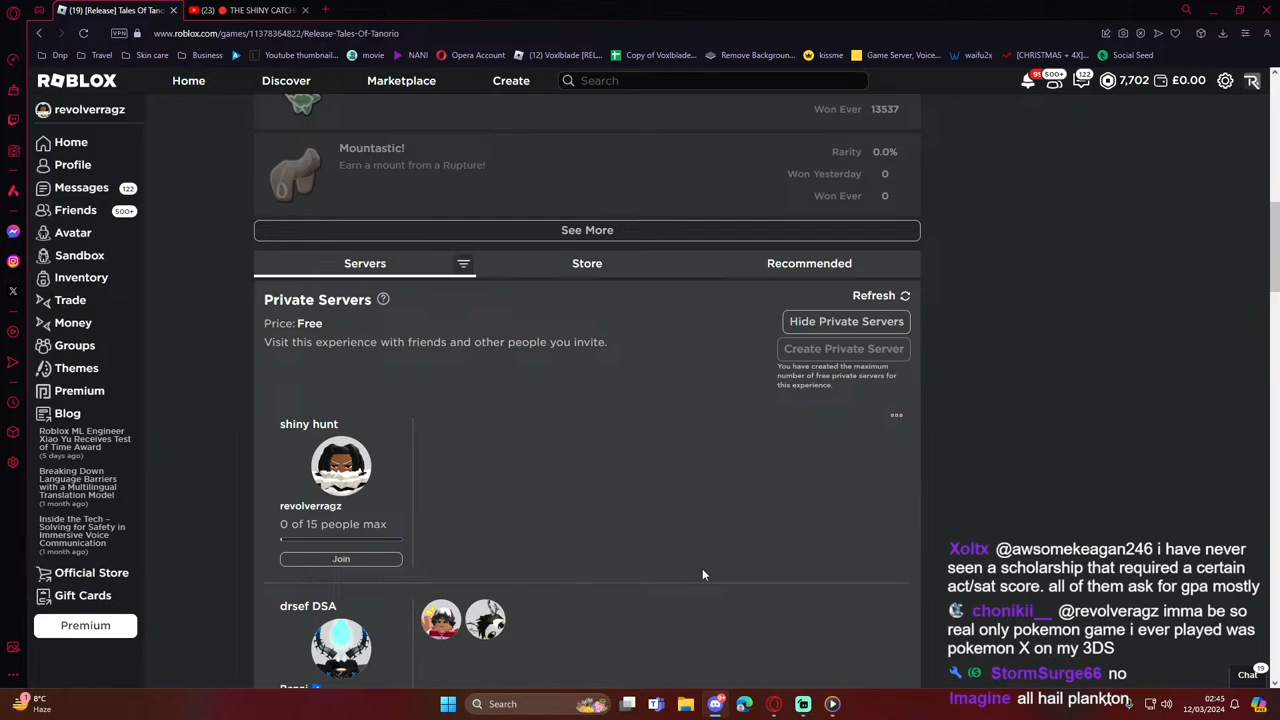 (19) [Release] Tales Of Tanor
(23) THE SHINY CATCH
VPN
www.roblox.com/games/11378364822/Release-Tales-Of-Tanorio
Drip
Travel
Skin care
Business
Youtube thumbnail...
movie
NANI
Opera Account
(12) Voxblade [REL...
Copy of Voxblade...
Remove Backgroun...
kissme
Game Server, Voice...
waifu2x
[CHRISTMAS + 4X]...
Social Seed
ROBLOX
Home
Discover
Marketplace
Create
Search
500+
122
7,702
£0.00
revolverragz
Home
Profile
Messages 122
Friends 500+
Avatar
Sandbox
Inventory
Trade
Money
Groups
Themes
Premium
Blog
Roblox ML Engineer
Xiao Yu Receives Test
of Time Award
(5 days ago)
Breaking Down
Language Barriers
with a Multilingual
Translation Model
(1 month ago)
Inside the Tech -
Solving for Safety in
Immersive Voice
Communication
(1 month ago)
Official Store
Gift Cards
Premium
Won Ever 13537
Mountastic!
Earn a mount from a Rupture!
Rarity 0.0%
Won Yesterday 0
Won Ever 0
See More
Servers
Store
Recommended
Private Servers
Refresh
Price: Free
Hide Private Servers
Visit this experience with friends and other people you invite.
Create Private Server
You have created the maximum
number of free private servers for
this experience.
shiny hunt
revolverragz
0 of 15 people max
Join
drsef DSA
Xoltx @awsomekeagan246 i have never
seen a scholarship that required a certain
act/sat score. all of them ask for gpa mostly
chonikii__ @revolveragz imma be so
real only pokemon game i ever played was
pokemon X on my 3DS
StormSurge66 no
Imagine all hail plankton
Chat 19
8°C
Haze
Search
02:45
12/03/2024